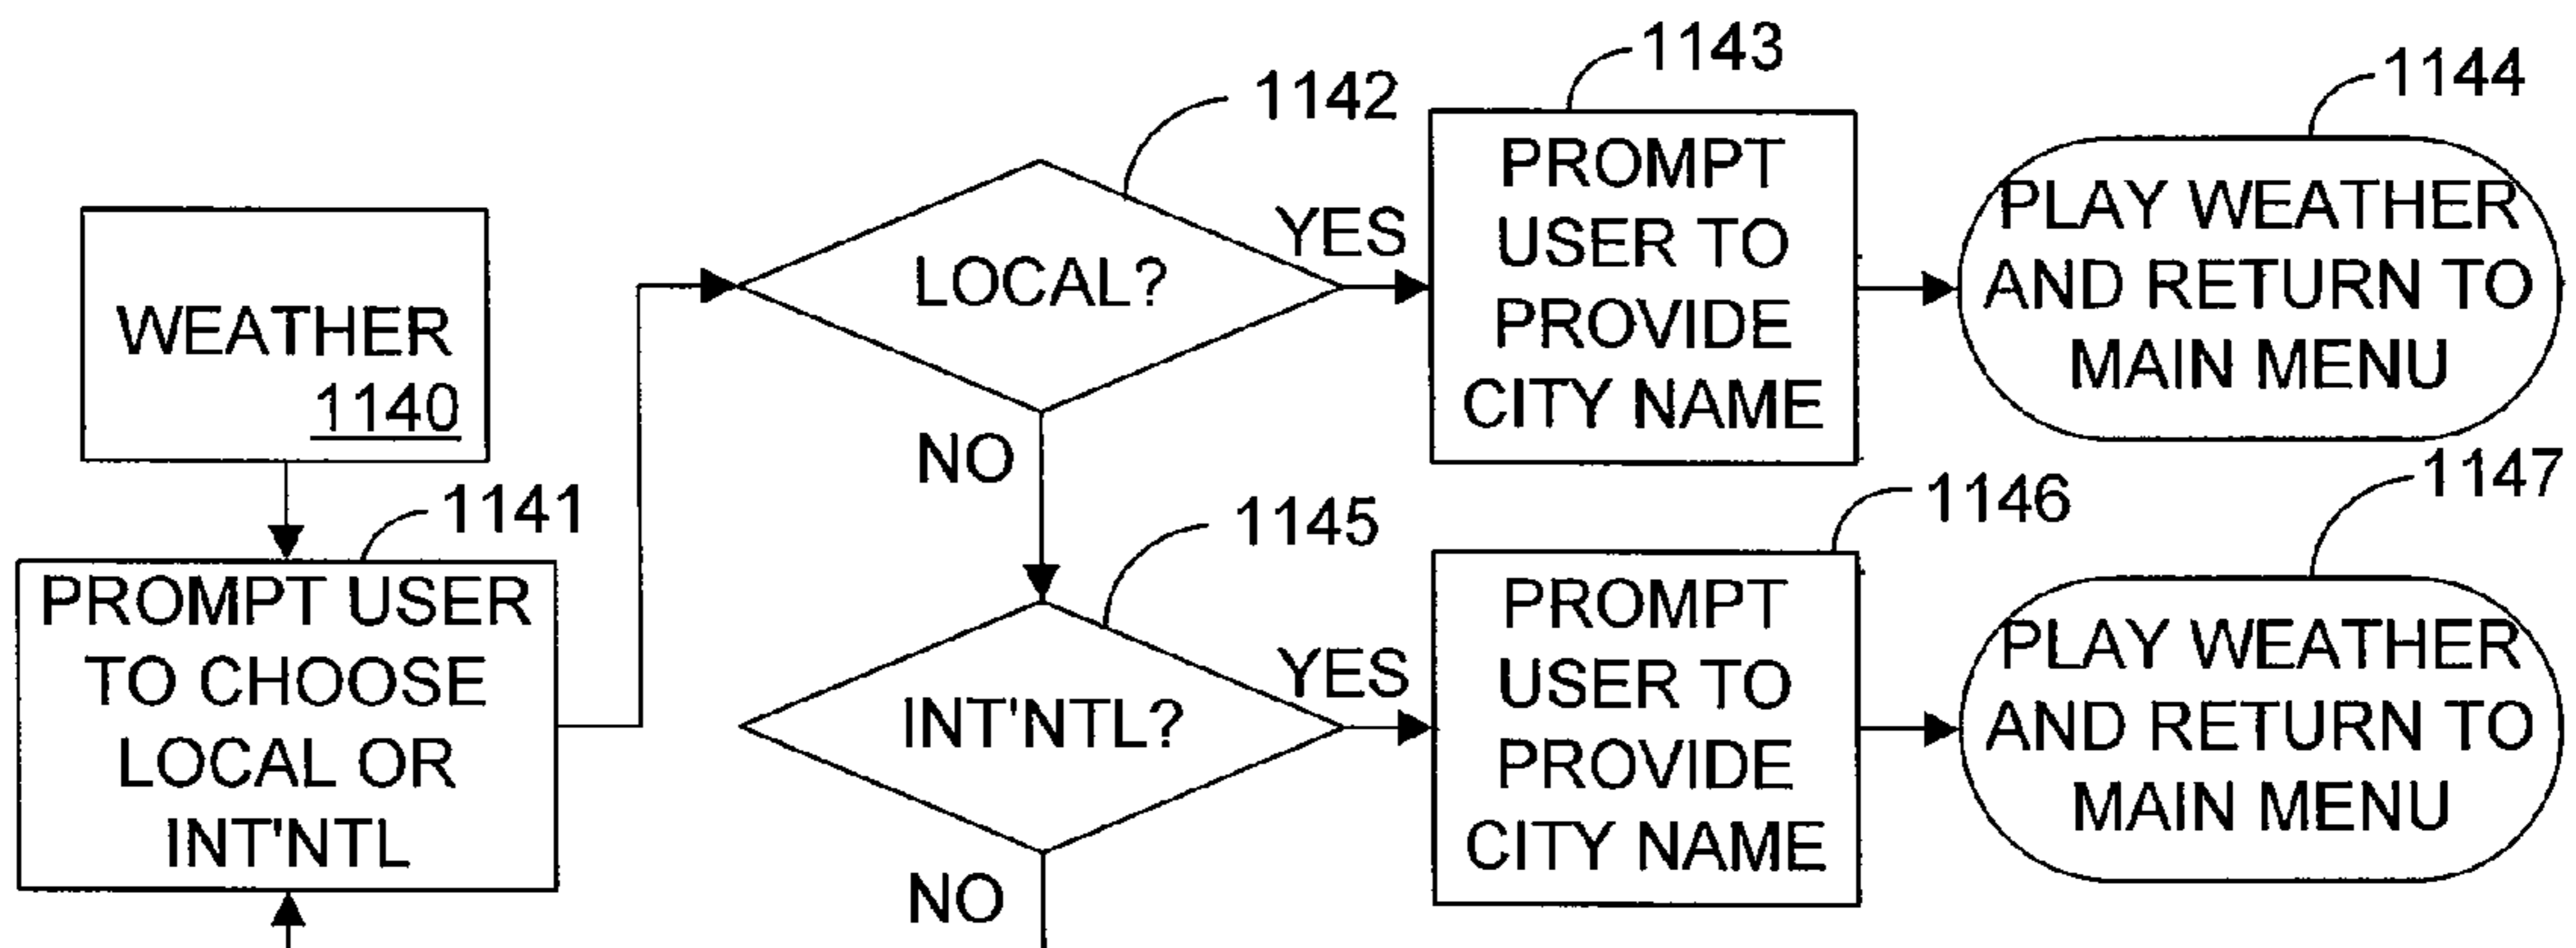 WEATHER
1140
1141
PROMPT USER
TO CHOOSE
LOCAL OR
INT'NTL
1142
LOCAL?
YES
NO
1143
PROMPT
USER TO
PROVIDE
CITY NAME
1144
PLAY WEATHER
AND RETURN TO
MAIN MENU
1145
INT'NTL?
YES
NO
1146
PROMPT
USER TO
PROVIDE
CITY NAME
1147
PLAY WEATHER
AND RETURN TO
MAIN MENU